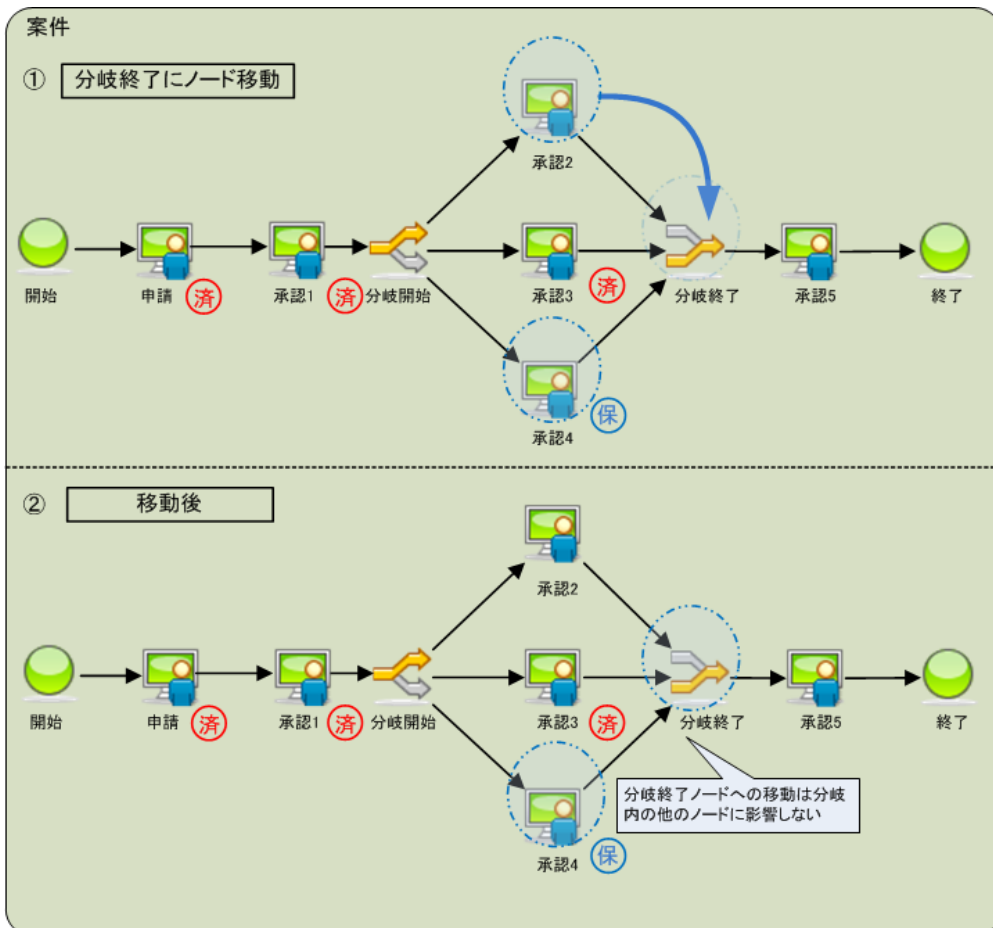 案件
① 分岐終了にノード移動
承認2
開始
申請
済
承認1
済
分岐開始
承認3
済
分岐終了
承認5
終了
承認4
保
② 移動後
承認2
開始
申請
済
承認1
済
分岐開始
承認3
済
分岐終了
承認5
終了
分岐終了ノードへの移動は分岐
内の他のノードに影響しない
承認4
保